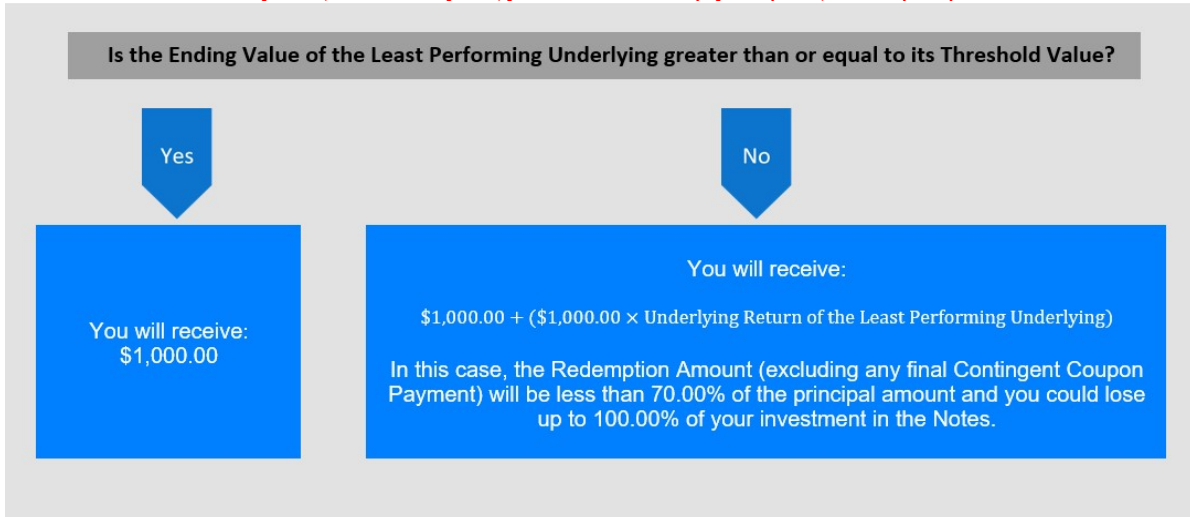 Is the Ending Value of the Least Performing Underlying greater than or equal to its Threshold Value?
Yes
No
You will receive:
$1,000.00
You will receive:
$1,000.00 + ($1,000.00 × Underlying Return of the Least Performing Underlying)
In this case, the Redemption Amount (excluding any final Contingent Coupon
Payment) will be less than 70.00% of the principal amount and you could lose
up to 100.00% of your investment in the Notes.